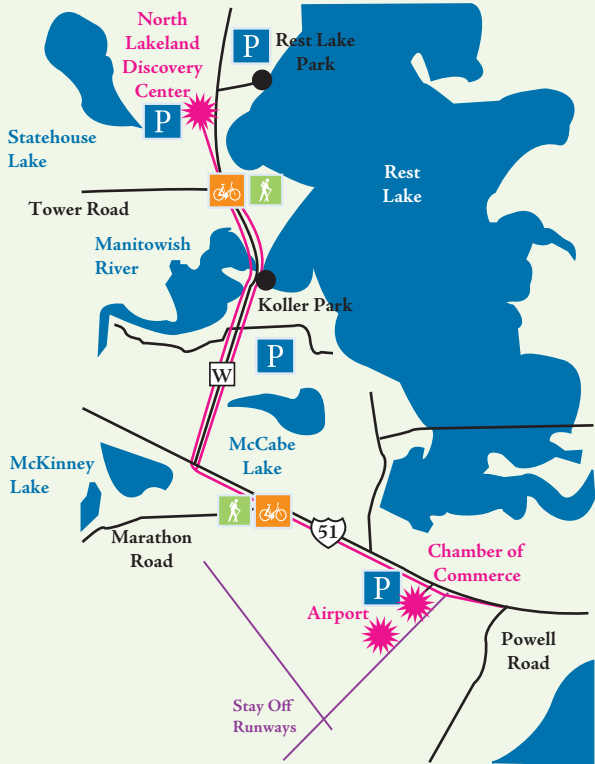 North
Lakeland
Discovery
Center
P
Rest Lake
Park
P
Statehouse
Lake
Rest
Lake
Tower Road
Manitowish
River
Koller Park
P
W
McCabe
Lake
McKinney
Lake
Marathon
Road
51
Chamber of
Commerce
P
Airport
Powell
Road
Stay Off
Runways